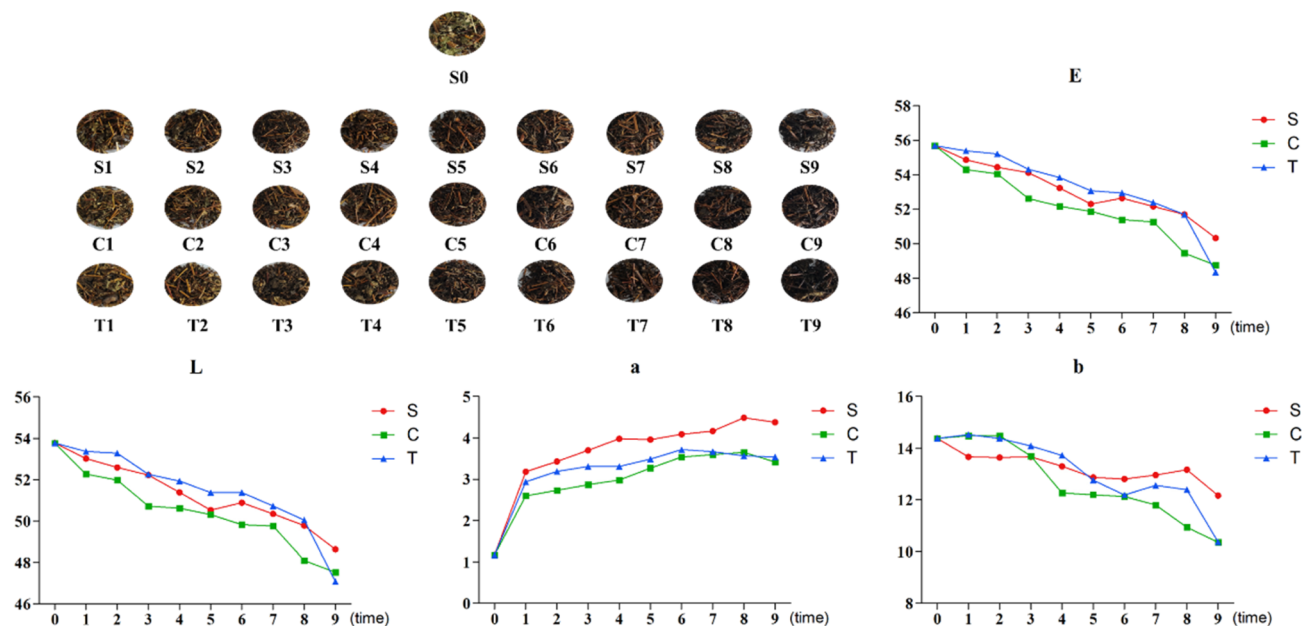 S0
S1 S2 S3 S4 S5 S6 S7 S8 S9
C1 C2 C3 C4 C5 C6 C7 C8 C9
T1 T2 T3 T4 T5 T6 T7 T8 T9
E
58
56
54
52
50
48
46
0 1 2 3 4 5 6 7 8 9 (time)
S
C
T
L
56
54
52
50
48
46
0 1 2 3 4 5 6 7 8 9 (time)
S
C
T
a
5
4
3
2
1
0
0 1 2 3 4 5 6 7 8 9 (time)
S
C
T
b
16
14
12
10
8
0 1 2 3 4 5 6 7 8 9 (time)
S
C
T